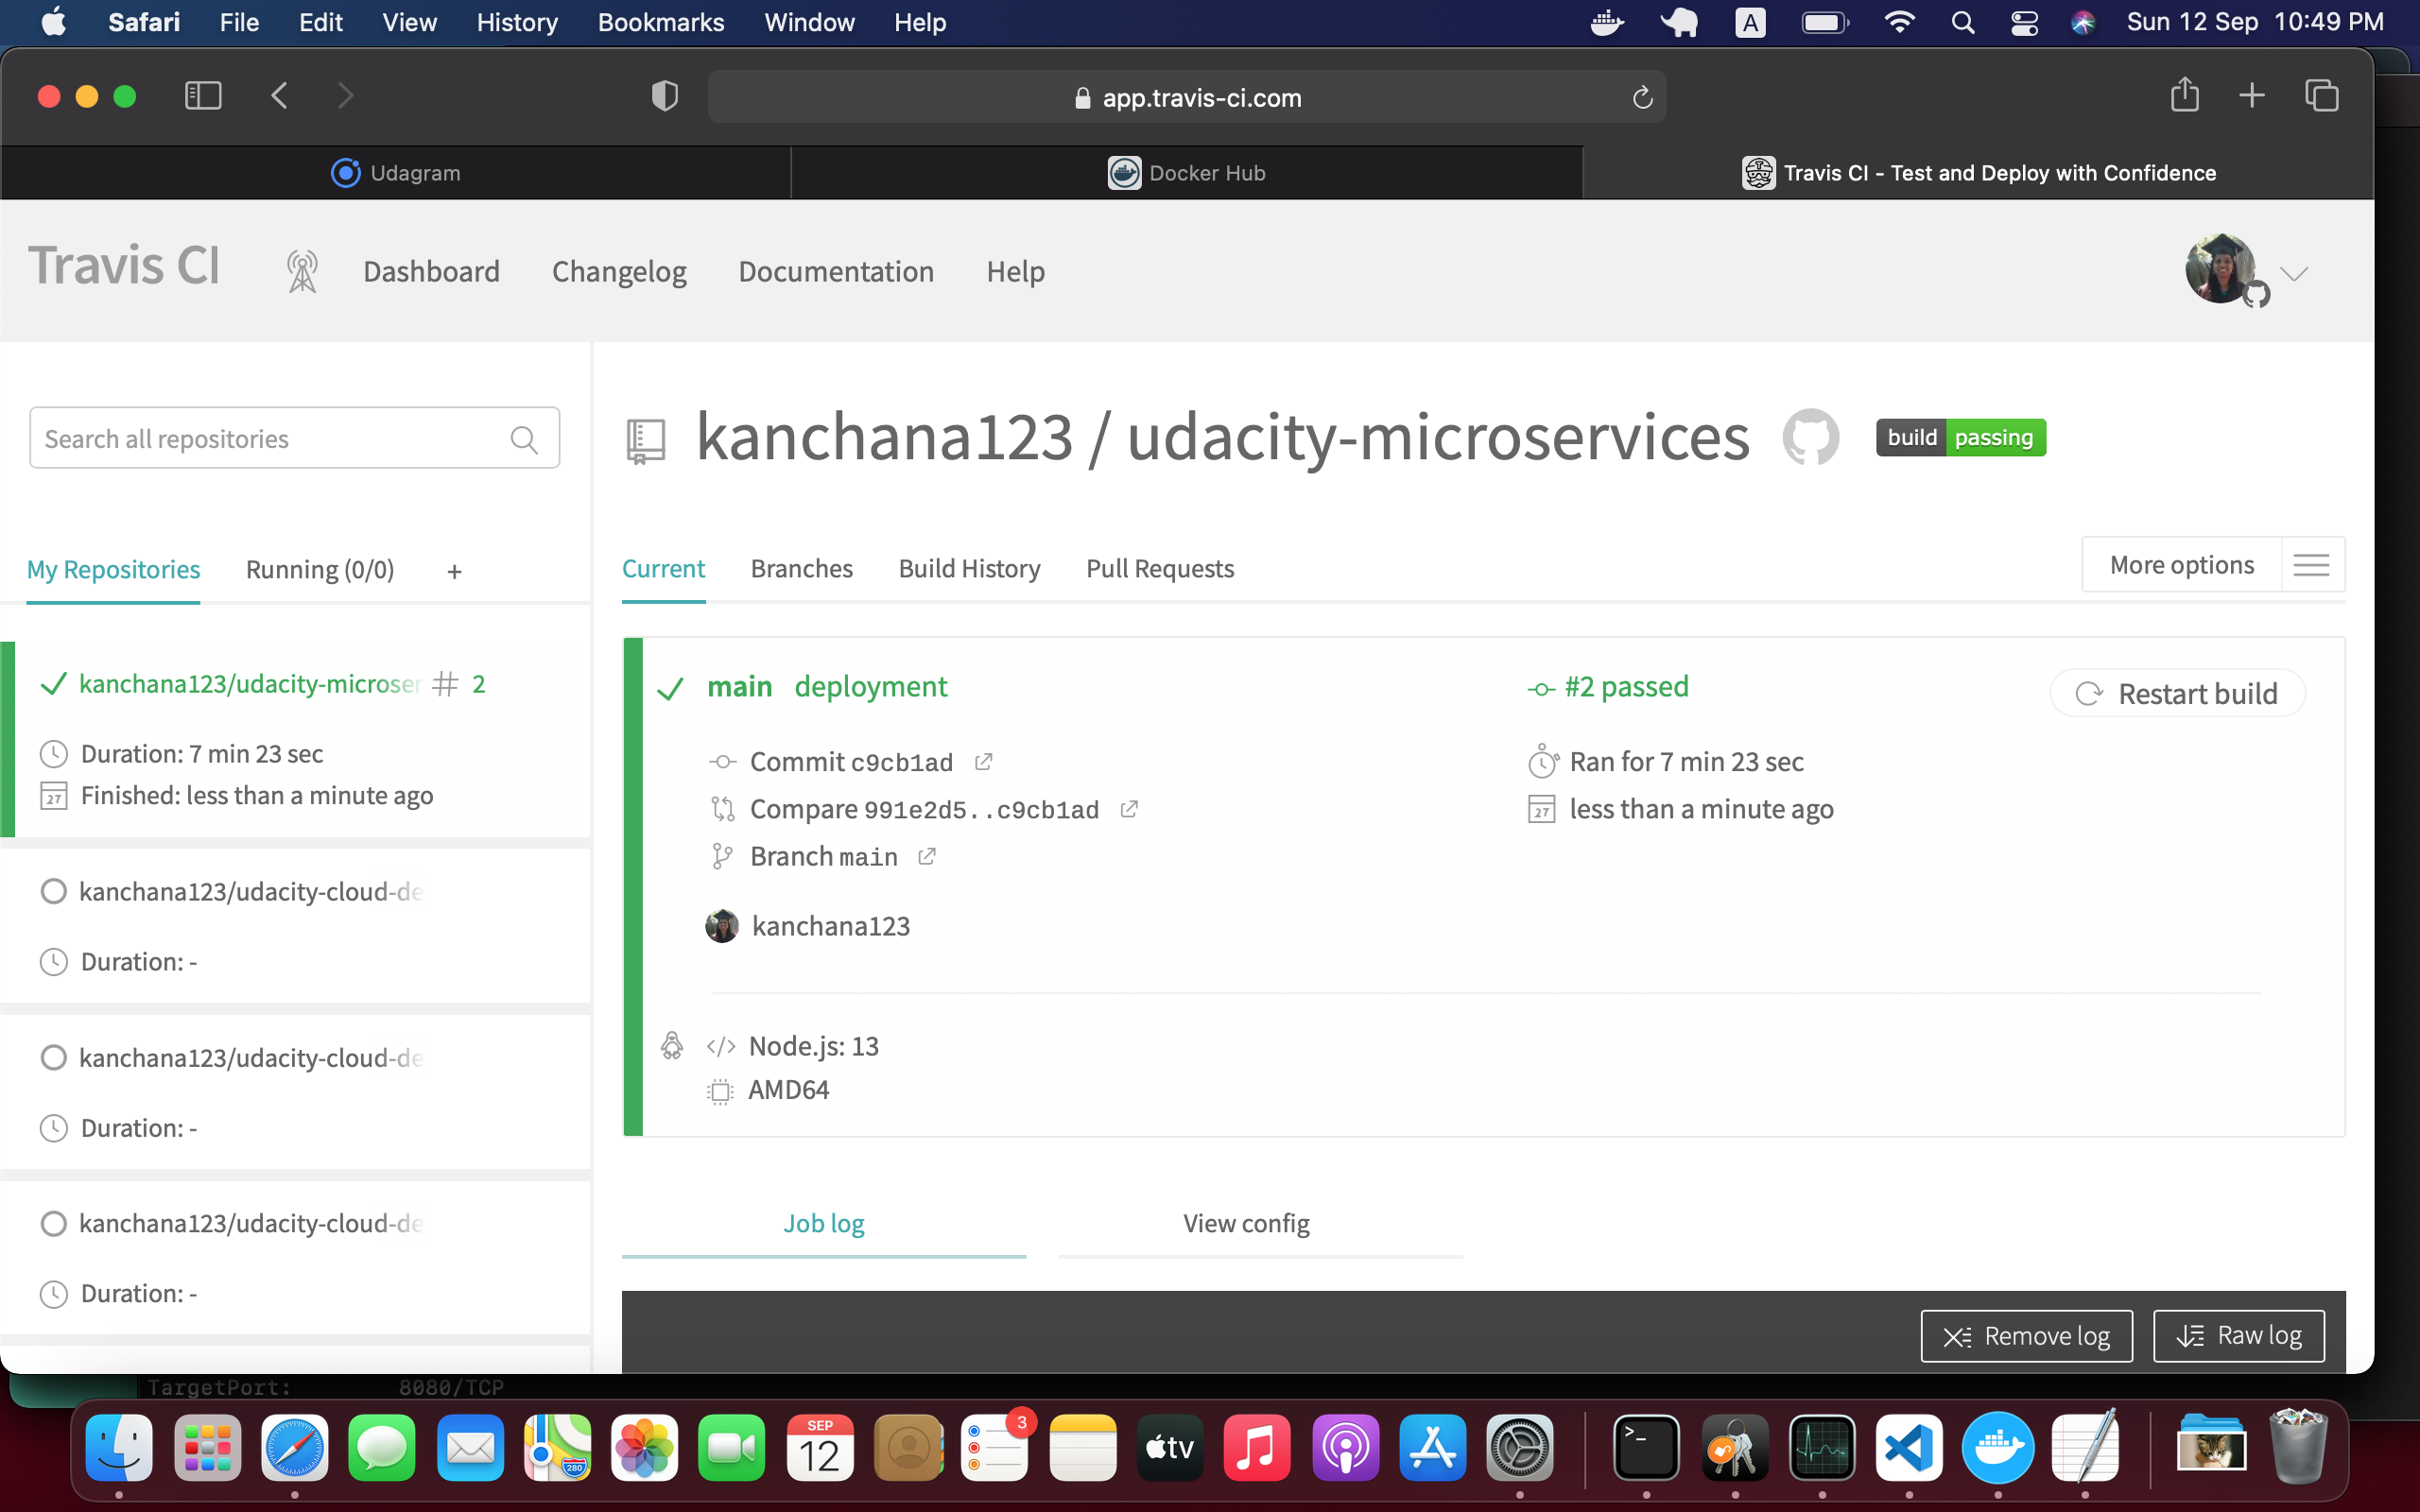 Safari File Edit View History Bookmarks Window Help A Sun 12 Sep 10:49 PM
app.travis-ci.com
Udagram Docker Hub Travis CI - Test and Deploy with Confidence
Travis CI Dashboard Changelog Documentation Help
Search all repositories
kanchana123 / udacity-microservices build passing
My Repositories Running (0/0) +
Current Branches Build History Pull Requests More options
kanchana123/udacity-microser # 2
Duration: 7 min 23 sec
27 Finished: less than a minute ago
kanchana123/udacity-cloud-de
Duration: -
kanchana123/udacity-cloud-de
Duration: -
kanchana123/udacity-cloud-de
Duration: -
main deployment #2 passed Restart build
Commit c9cb1ad Ran for 7 min 23 sec
Compare 991e2d5..c9cb1ad 27 less than a minute ago
Branch main
kanchana123
</> Node.js: 13
AMD64
Job log View config
Remove log Raw log
TargetPort: 8080/TCP
280 SEP 12 3 tv >_